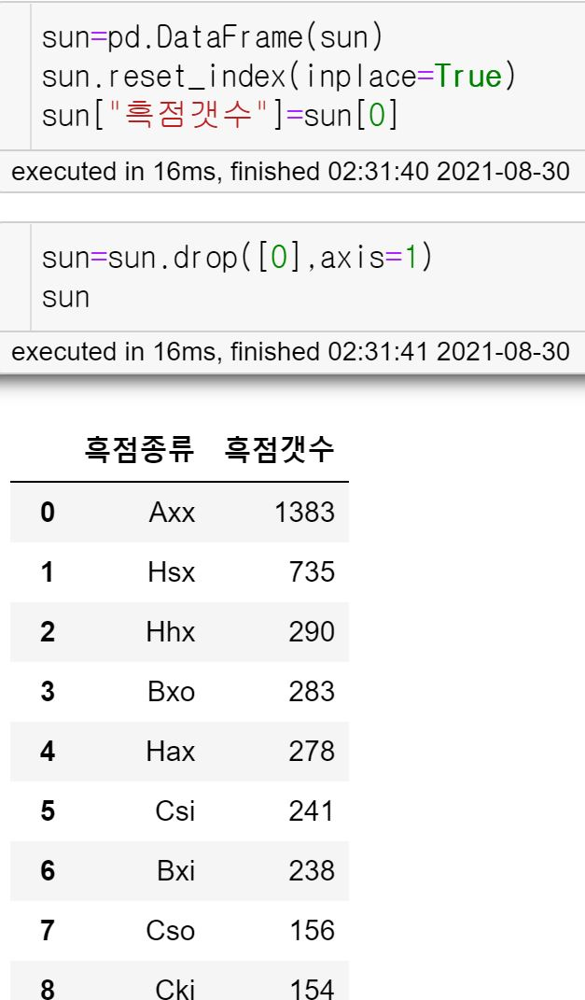 sun=pd.DataFrame(sun)
sun.reset_index(inplace=True)
sun["흑점갯수"]=sun[0]
executed in 16ms, finished 02:31:40 2021-08-30
sun=sun.drop([0],axis=1)
sun
executed in 16ms, finished 02:31:41 2021-08-30
흑점종류 흑점갯수
0 Axx 1383
1 Hsx 735
2 Hhx 290
3 Bxo 283
4 Hax 278
5 Csi 241
6 Bxi 238
7 Cso 156
8 Cki 154